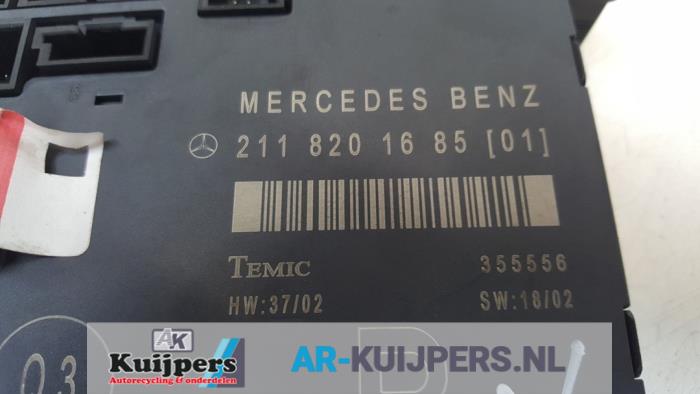 MERCEDES BENZ
211 820 16 85 [01]
TEMIC 355556
HW:37/02 SW:18/02
03
AK
Kuijpers
Autorecycling & onderdelen
AR-KUIJPERS.NL